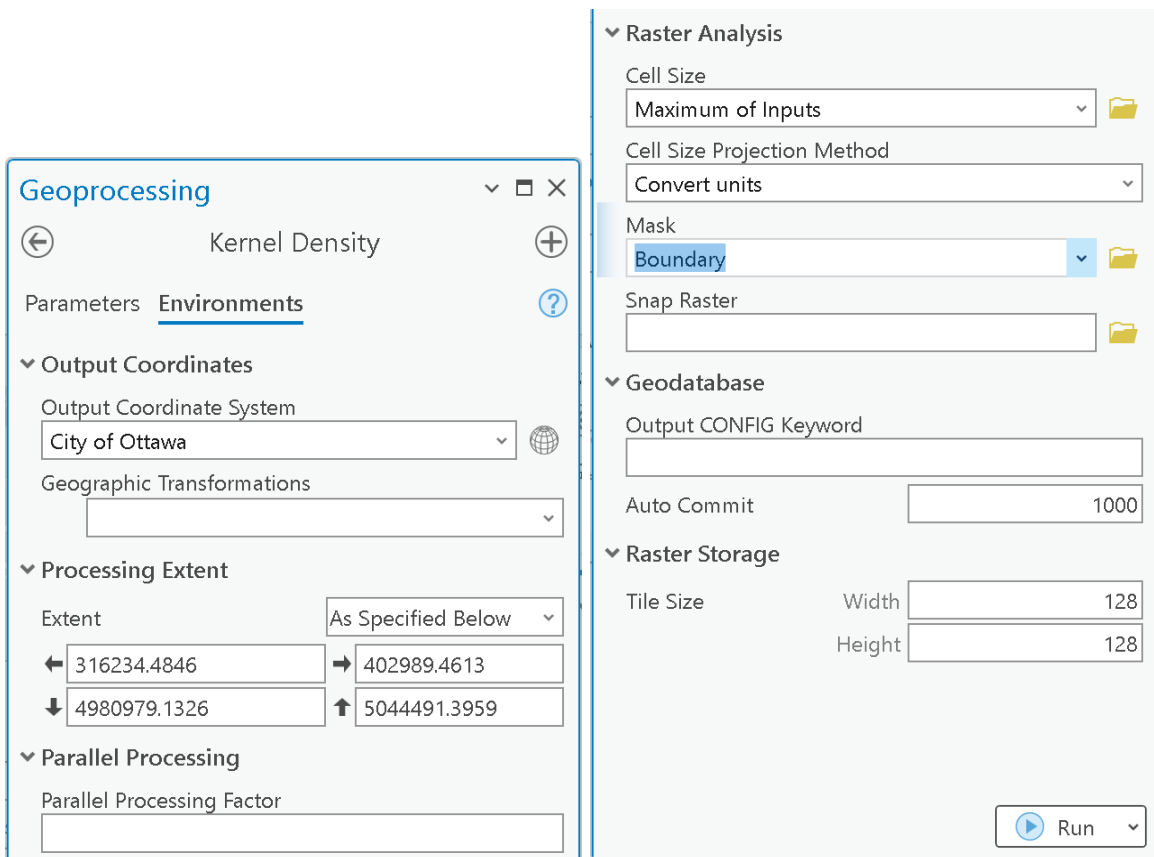 Geoprocessing
Kernel Density
Parameters Environments
Output Coordinates
Output Coordinate System
City of Ottawa
Geographic Transformations
Processing Extent
Extent As Specified Below
316234.4846 402989.4613
4980979.1326 5044491.3959
Parallel Processing
Parallel Processing Factor
Raster Analysis
Cell Size
Maximum of Inputs
Cell Size Projection Method
Convert units
Mask
Boundary
Snap Raster
Geodatabase
Output CONFIG Keyword
Auto Commit 1000
Raster Storage
Tile Size Width 128
Height 128
Run